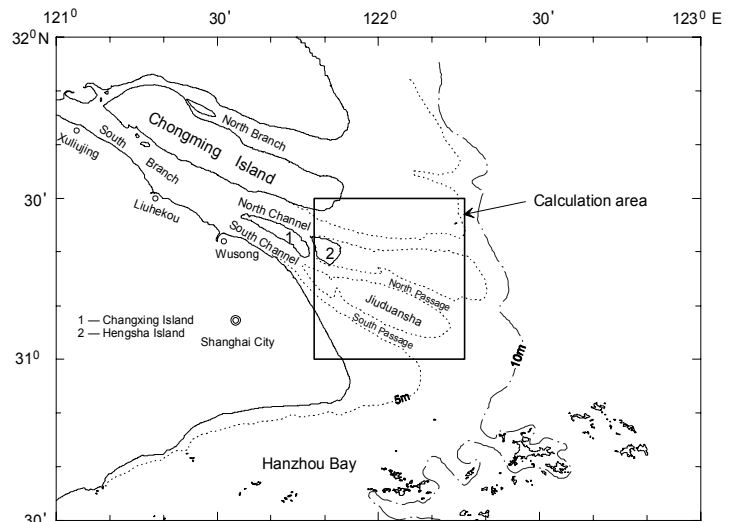 121⁰
30′
122⁰
30′
123⁰ E
32⁰ N
North Branch
Chongming Island
Xuliujing
South Branch
30′
Liuhekou
North Channel
Calculation area
South Channel
1
2
Wusong
North Passage
Jiuduansha
South Passage
1 — Changxing Island
2 — Hengsha Island
Shanghai City
31⁰
10m
5m
Hanzhou Bay
30′